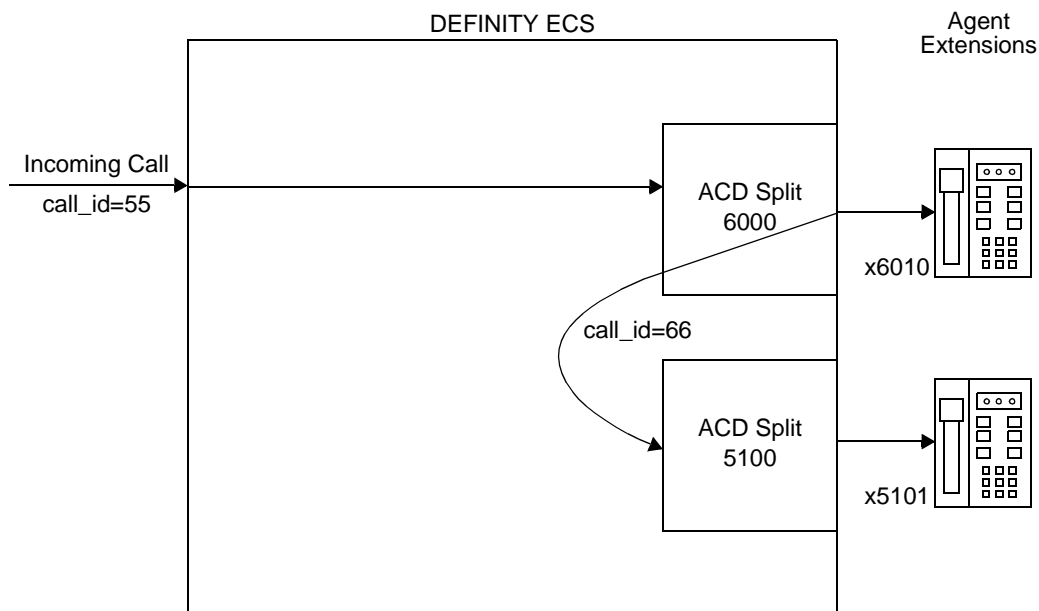 DEFINITY ECS
Agent
Extensions
Incoming Call
call_id=55
ACD Split
6000
x6010
call_id=66
ACD Split
5100
x5101